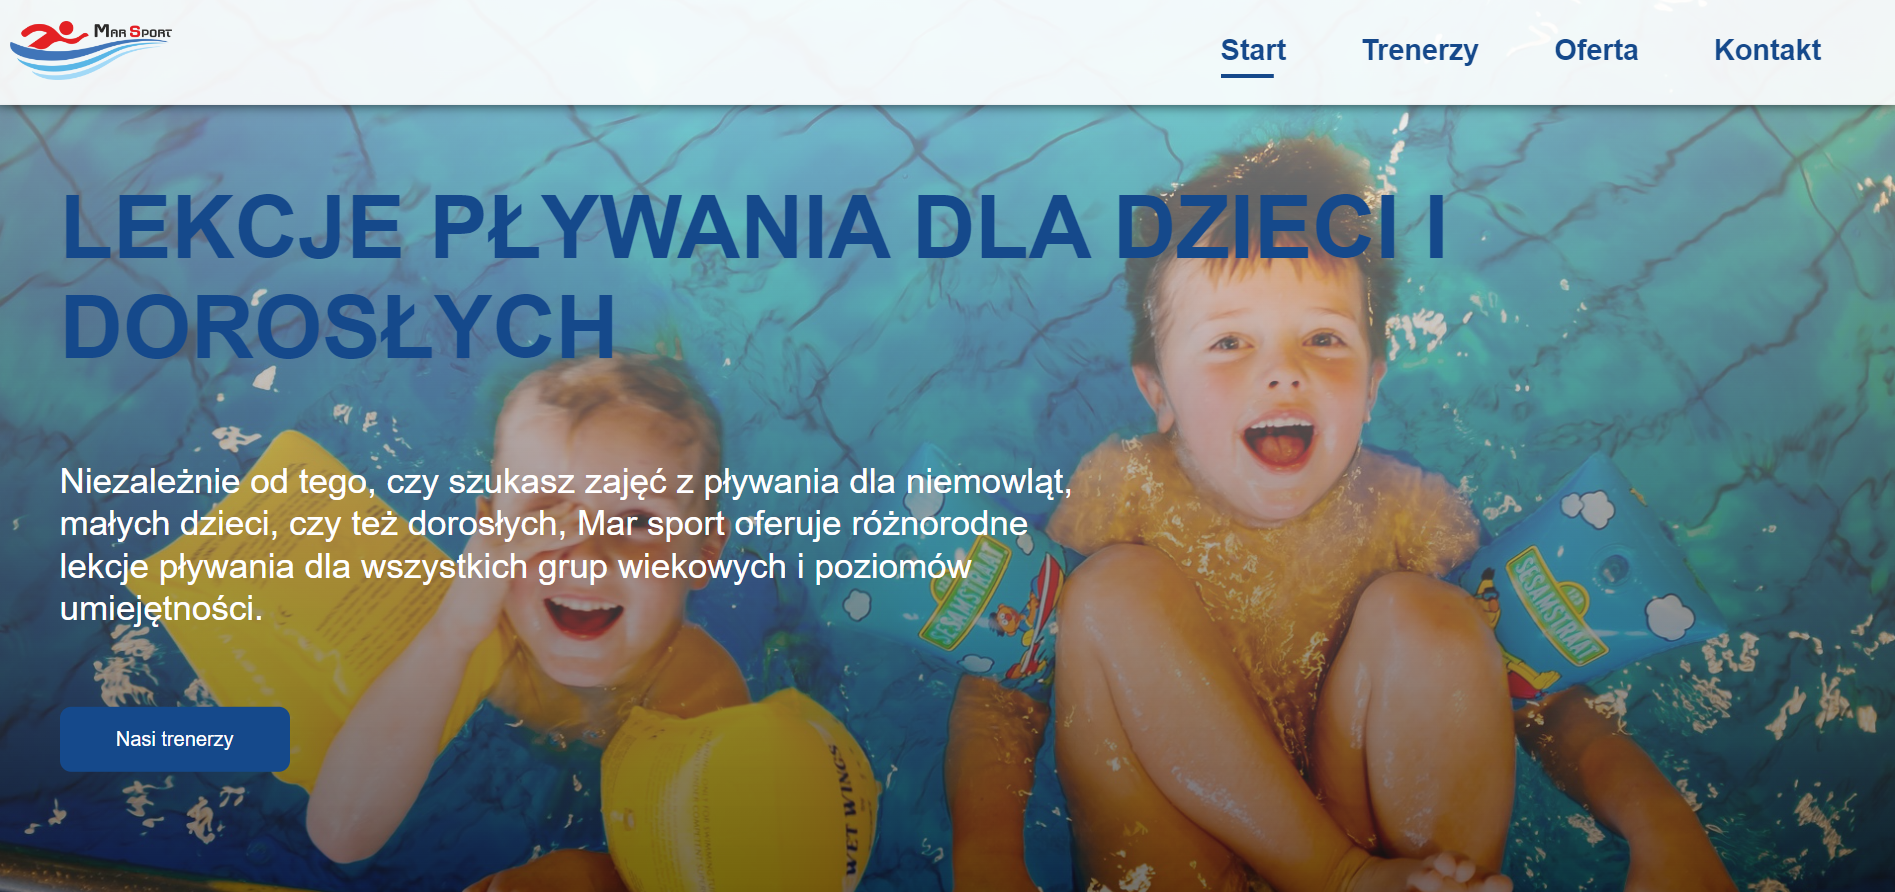 Mar Sport
Start
Trenerzy
Oferta
Kontakt
LEKCJE PŁYWANIA DLA DZIECI I
DOROSŁYCH
Niezależnie od tego, czy szukasz zajęć z pływania dla niemowląt,
małych dzieci, czy też dorosłych, Mar sport oferuje różnorodne
lekcje pływania dla wszystkich grup wiekowych i poziomów
umiejętności.
SESAMSTRAAT
SESAMSTRAAT
Nasi trenerzy
WET WINGS